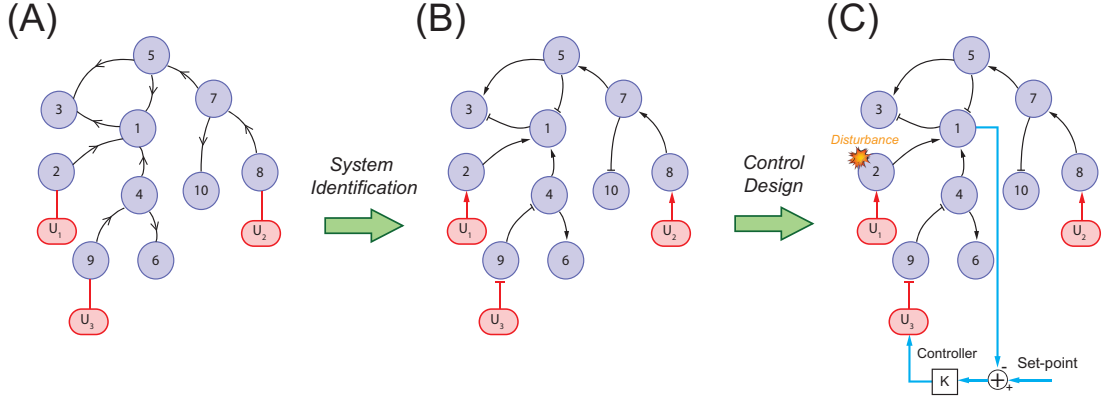 (A)
(B)
(C)
5
3
7
1
2
10
8
4
U1
U2
9
6
U3
System
Identification
5
3
7
1
2
10
8
4
U1
U2
9
6
U3
Control
Design
5
3
7
1
Disturbance
2
10
8
4
U1
U2
9
6
U3
Controller
Set-point
K
-
+
+